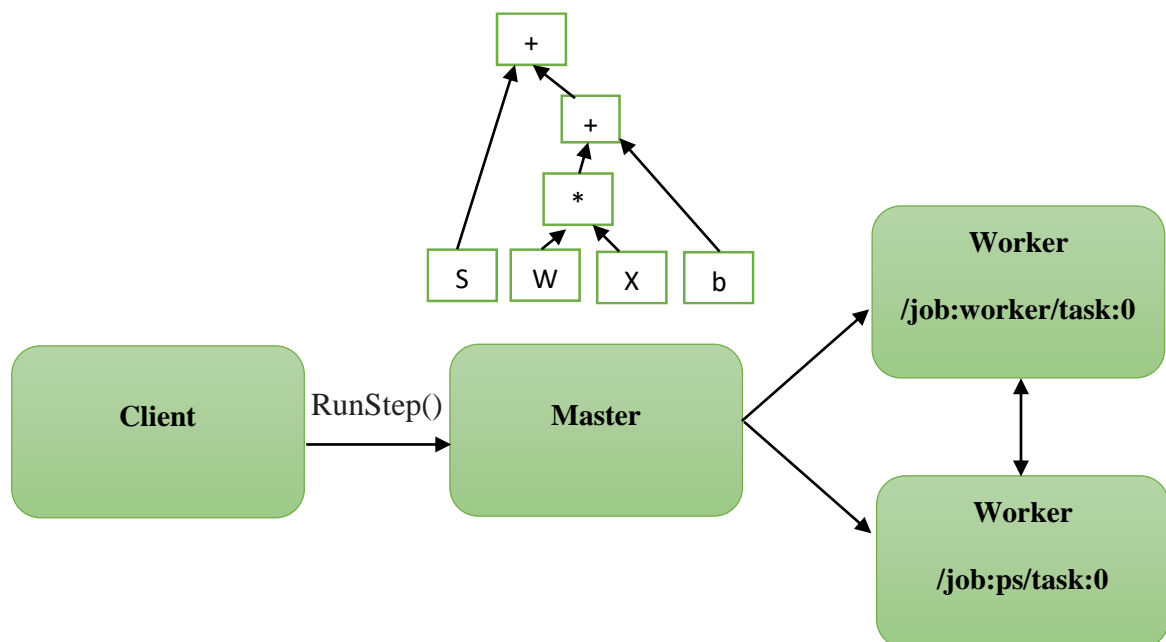 +
+
*
S
W
X
b
Worker
/job:worker/task:0
Client
RunStep()
Master
Worker
/job:ps/task:0